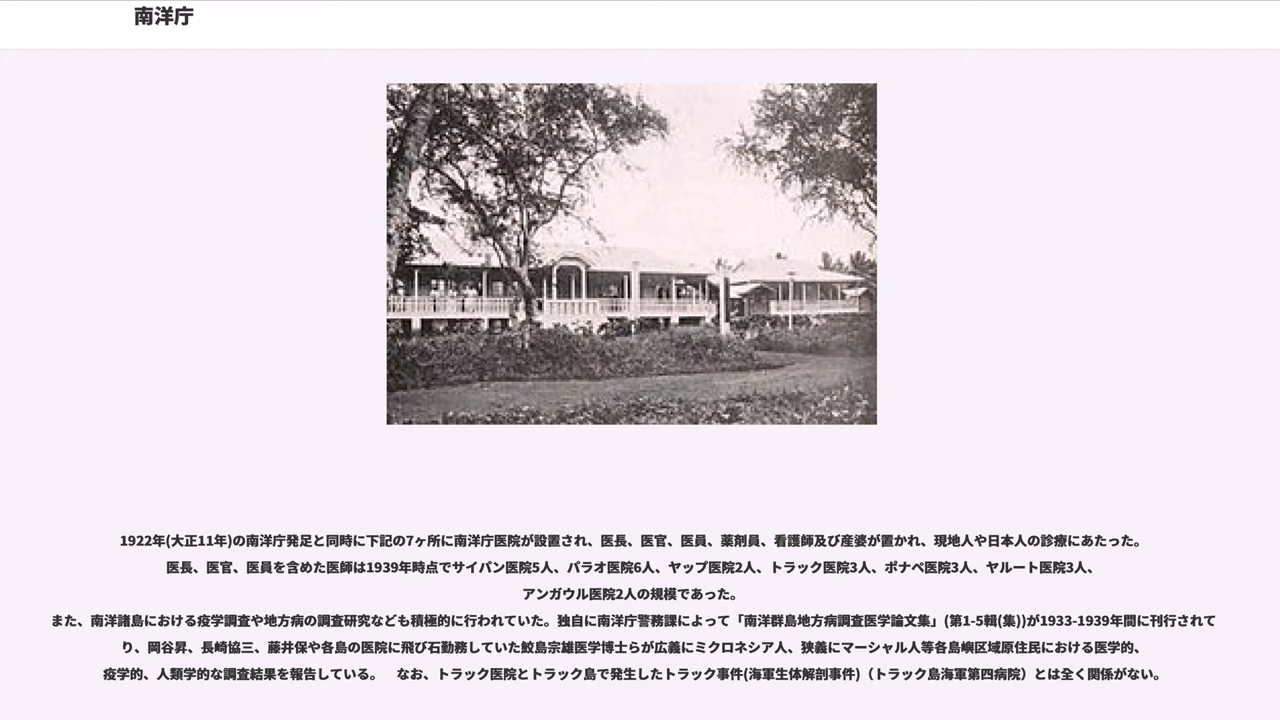 南洋庁
1922年(大正11年)の南洋庁発足と同時に下記の7ヶ所に南洋庁医院が設置され、医長、医官、医員、薬剤員、看護師及び産婆が置かれ、現地人や日本人の診療にあたった。
医長、医官、医員を含めた医師は1939年時点でサイパン医院5人、パラオ医院6人、ヤップ医院2人、トラック医院3人、ポナペ医院3人、ヤルート医院3人、
アンガウル医院2人の規模であった。
また、南洋諸島における疫学調査や地方病の調査研究なども積極的に行われていた。独自に南洋庁警務課によって「南洋群島地方病調査医学論文集」(第1-5輯(集))が1933-1939年間に刊行されて
り、岡谷昇、長崎協三、藤井保や各島の医院に飛び石勤務していた鮫島宗雄医学博士らが広義にミクロネシア人、狭義にマーシャル人等各島嶼区域原住民における医学的、
疫学的、人類学的な調査結果を報告している。　なお、トラック医院とトラック島で発生したトラック事件(海軍生体解剖事件)（トラック島海軍第四病院）とは全く関係がない。